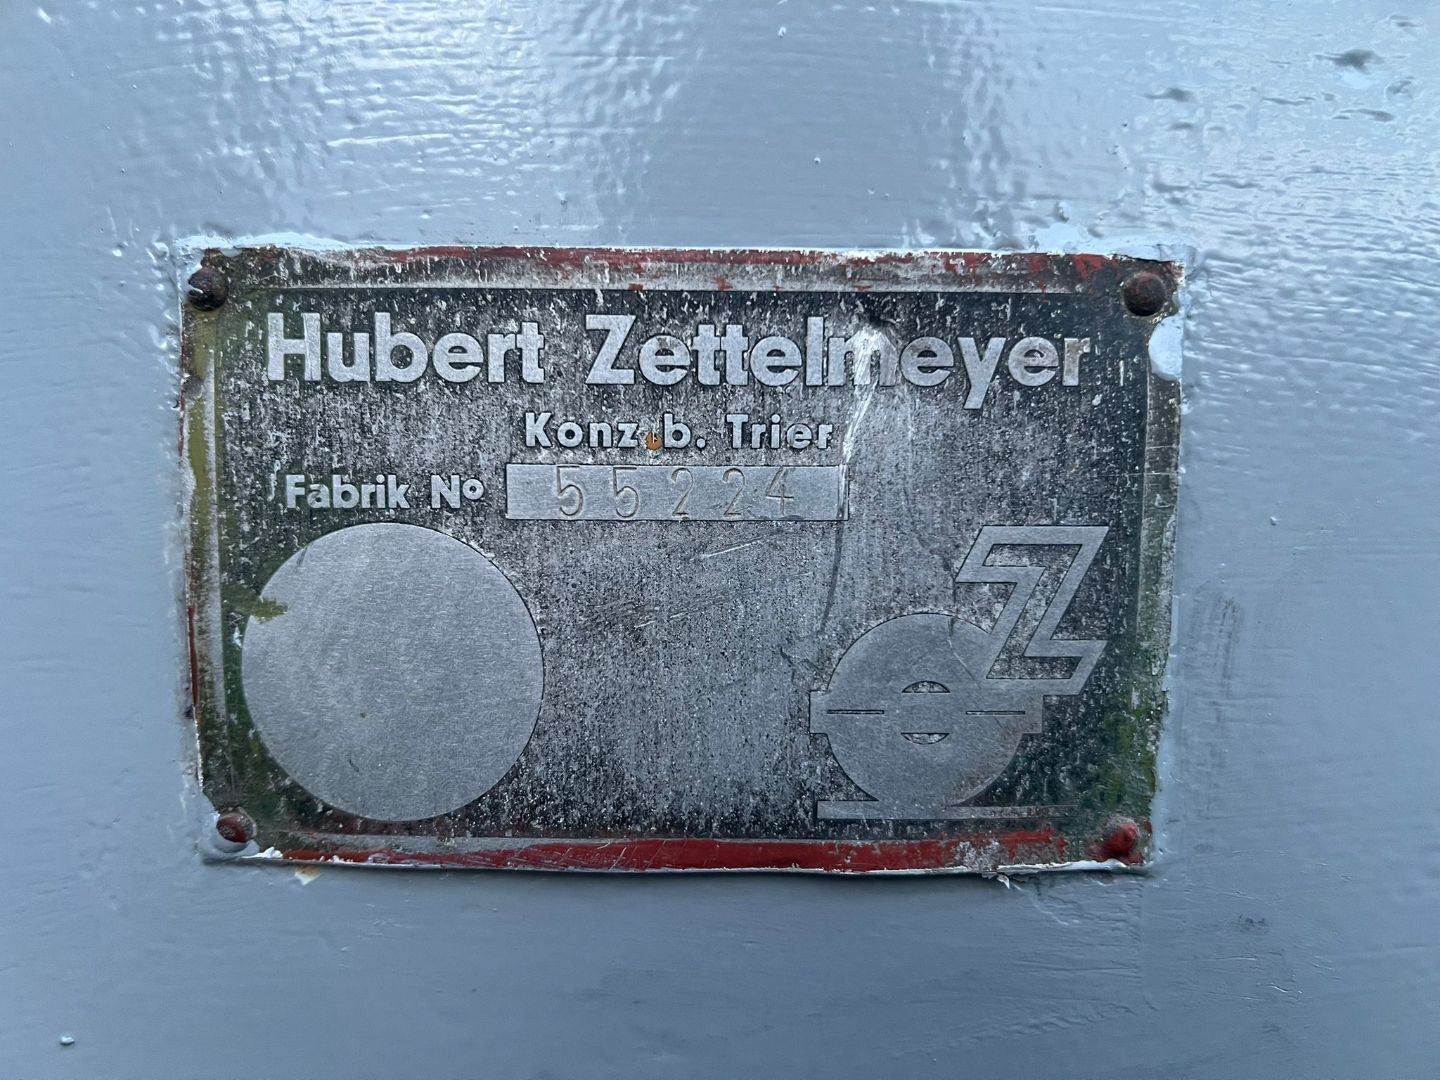 Hubert Zettelmeyer
Konz b. Trier
Fabrik No 55224
Z